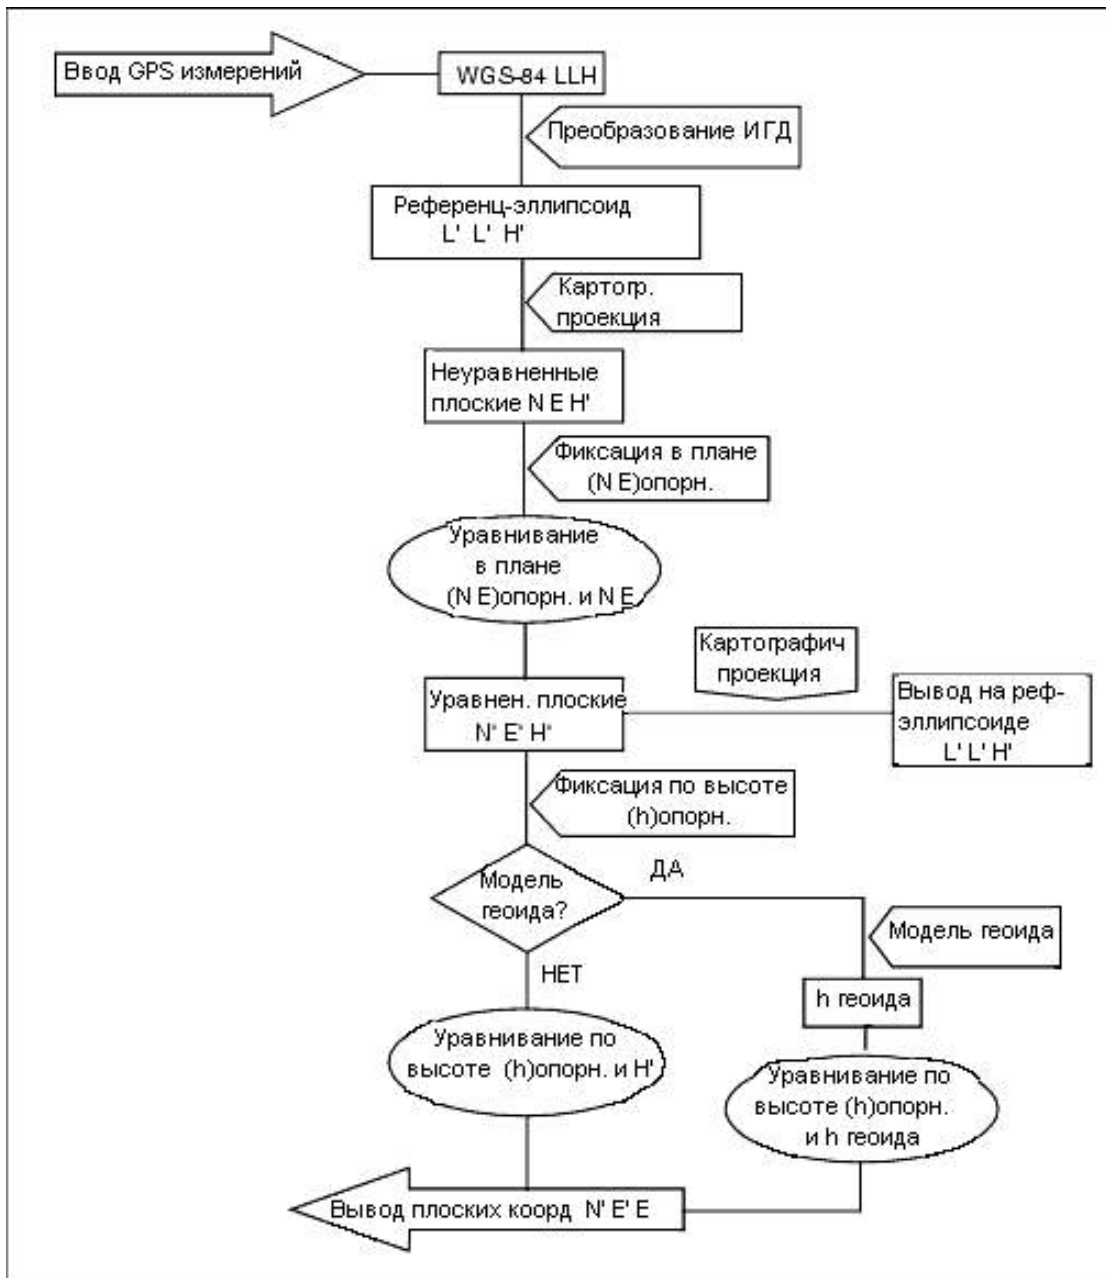 Ввод GPS измерений
WGS-84 LLH
Преобразование ИГД
Референц-эллипсоид
L' L' H'
Картогр.
проекция
Неуравненные
плоские N E H'
Фиксация в плане
(N E)опорн.
Уравнивание
в плане
(N E)опорн. и N E
Картографич
проекция
Уравнен. плоские
N' E' H'
Вывод на реф-
эллипсоиде
L' L' H'
Фиксация по высоте
(h)опорн.
Модель
геоида?
ДА
Модель геоида
НЕТ
h геоида
Уравнивание по
высоте (h)опорн. и H'
Уравнивание по
высоте (h)опорн.
и h геоида
Вывод плоских коорд N' E' E